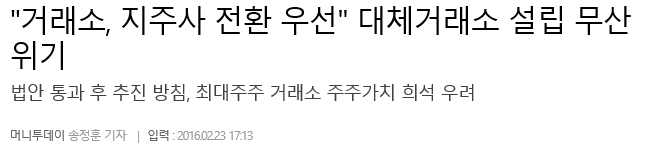 "거래소, 지주사 전환 우선" 대체거래소 설립 무산
위기
법안 통과 후 추진 방침, 최대주주 거래소 주주가치 희석 우려
머니투데이 송정훈 기자 | 입력 : 2016.02.23 17:13